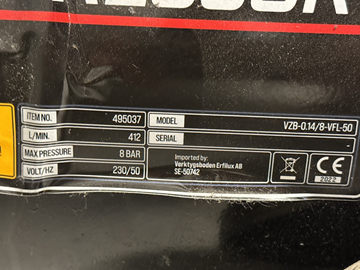 ITEM NO. 495037 MODEL VZB-0.14/8-VFL-50
L/MIN. 412 SERIAL
MAX PRESSURE 8 BAR
VOLT/HZ 230/50
Imported by:
Verktygsboden Erfilux AB
SE-50742
CE
2022